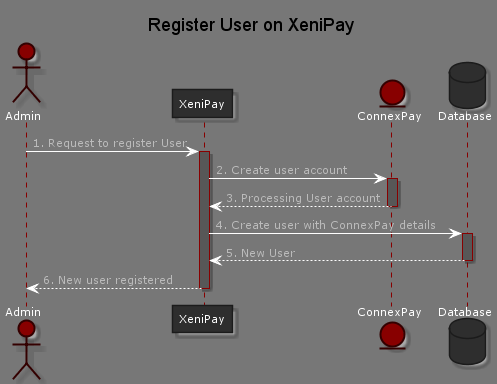 Register User on XeniPay
Admin
XeniPay
ConnexPay
Database
1. Request to register User
2. Create user account
3. Processing User account
4. Create user with ConnexPay details
5. New User
6. New user registered
Admin
XeniPay
ConnexPay
Database